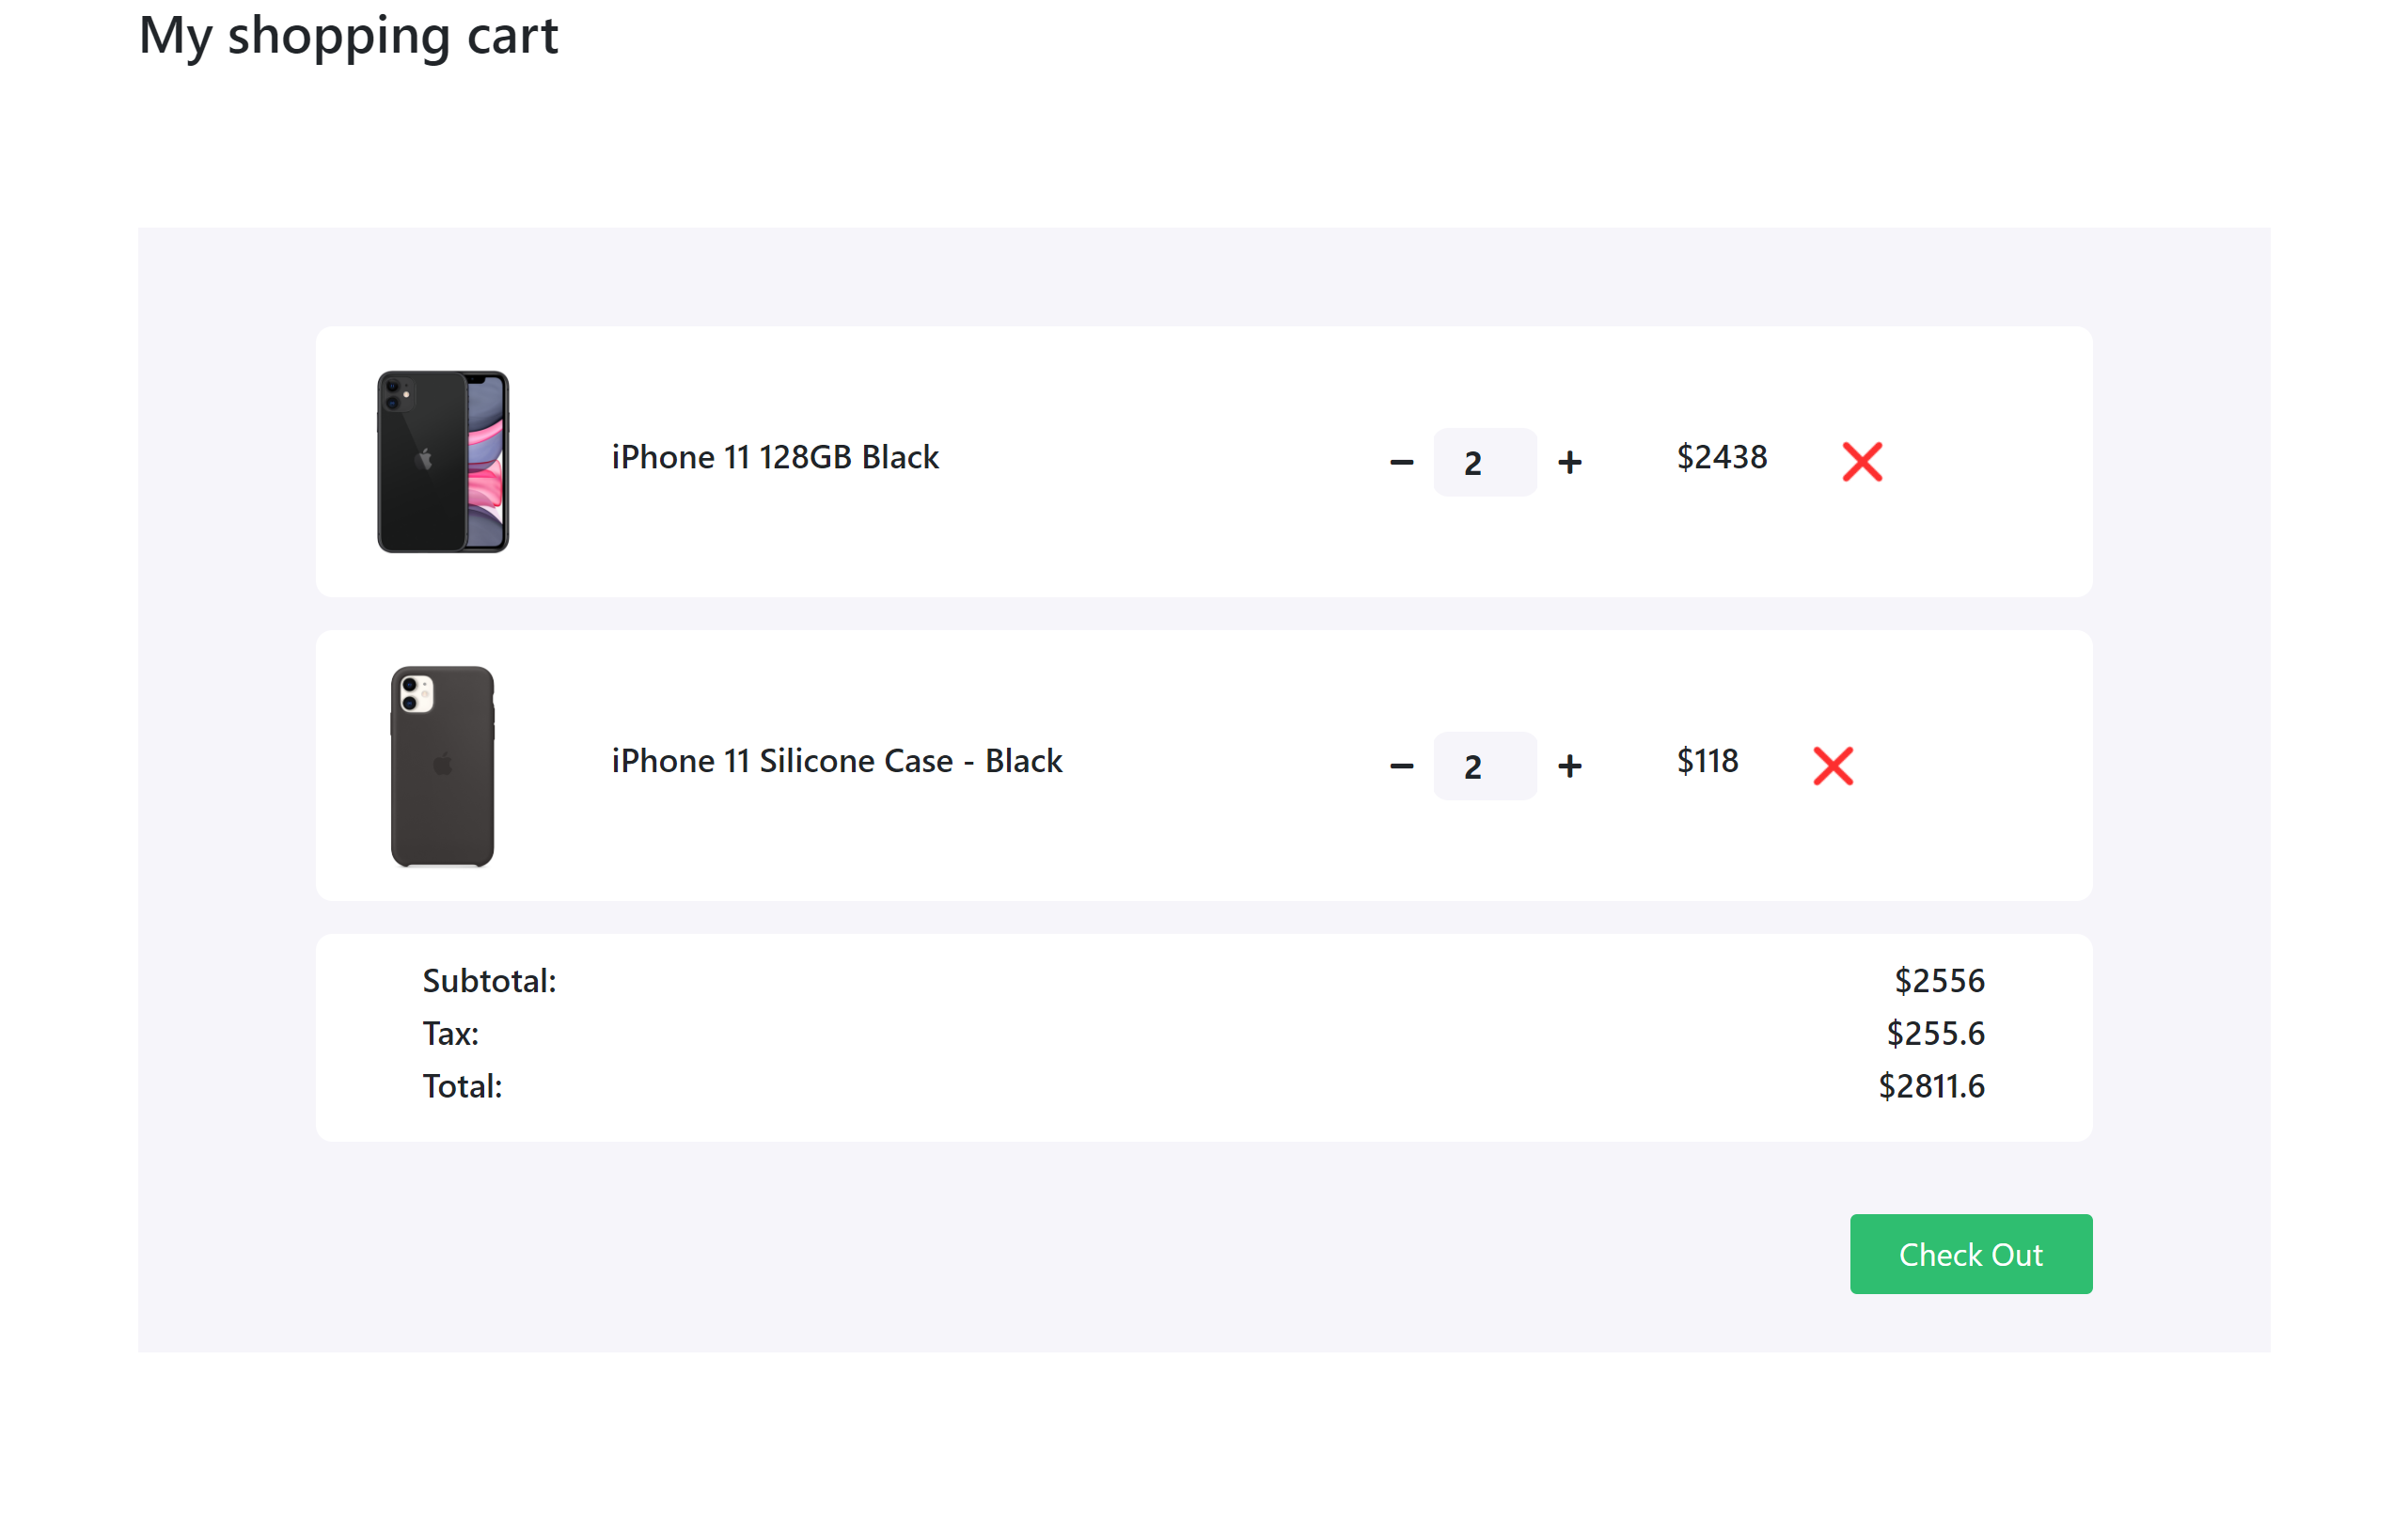 My shopping cart
iPhone 11 128GB Black − 2 + $2438
iPhone 11 Silicone Case - Black − 2 + $118
Subtotal: $2556
Tax: $255.6
Total: $2811.6
Check Out